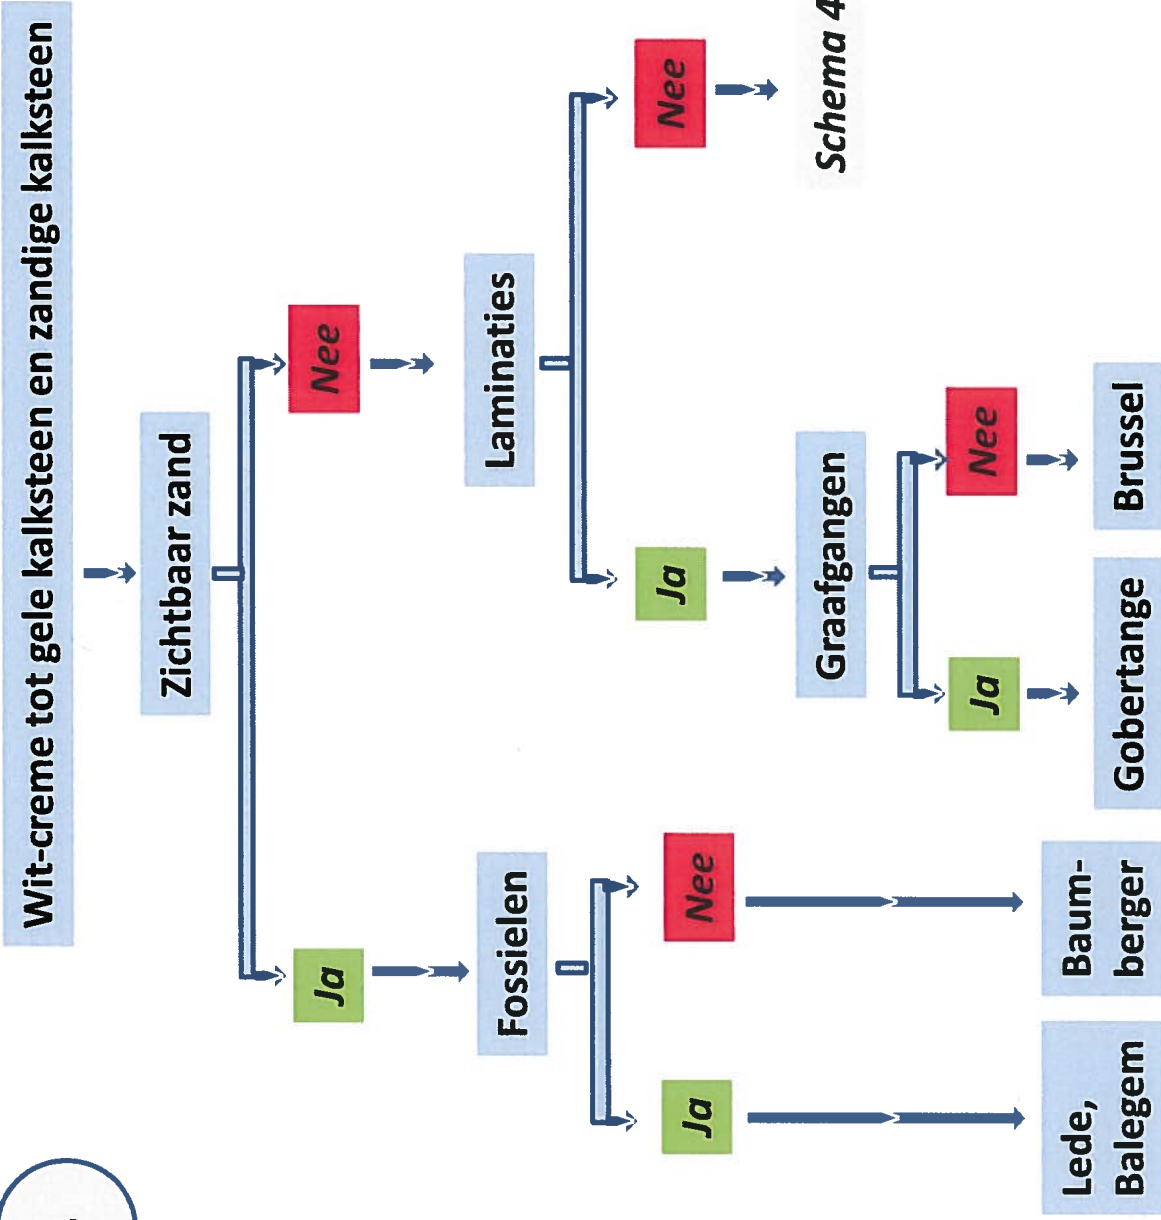 Wit-creme tot gele kalksteen en zandige kalksteen
Zichtbaar zand
Ja
Nee
Fossielen
Laminaties
Ja
Nee
Ja
Nee
Graafgangen
Schema 4
Ja
Nee
Lede,
Balegem
Baum-
berger
Gobertange
Brussel